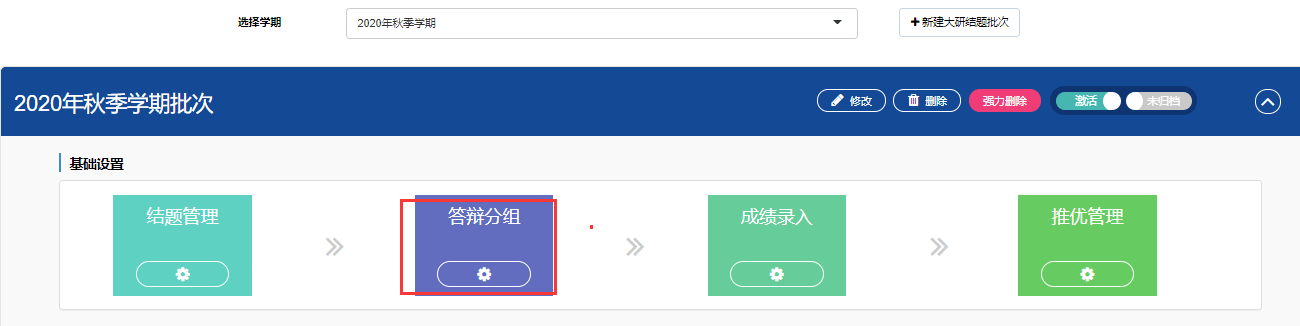 选择学期
2020年秋季学期
新建大研结题批次
2020年秋季学期批次
修改
删除
强力删除
激活
未归档
基础设置
结题管理
答辩分组
成绩录入
推优管理